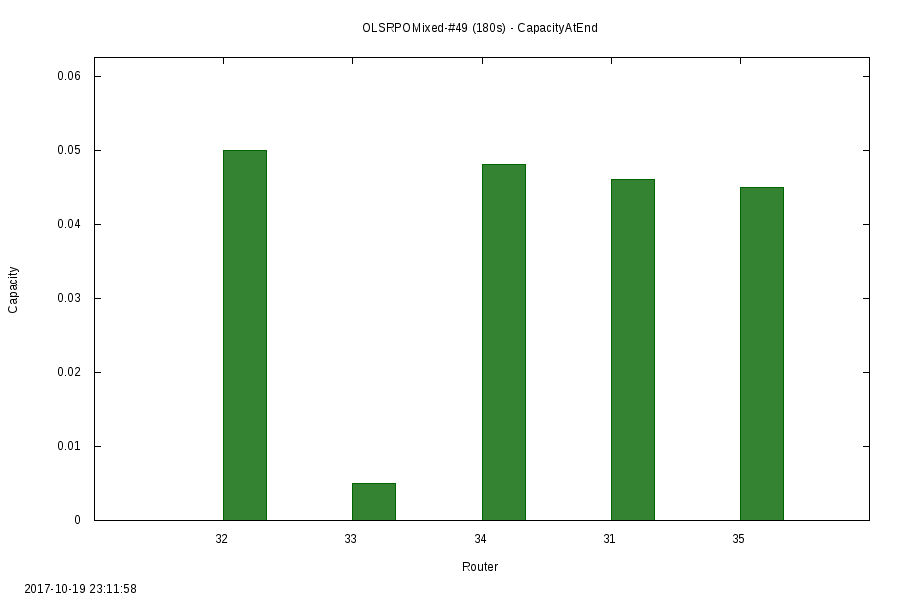 OLSRPOMixed-#49 (180s) - CapacityAtEnd
0.06
0.05
0.04
0.03
0.02
0.01
0
Capacity
32 33 34 31 35
Router
2017-10-19 23:11:58